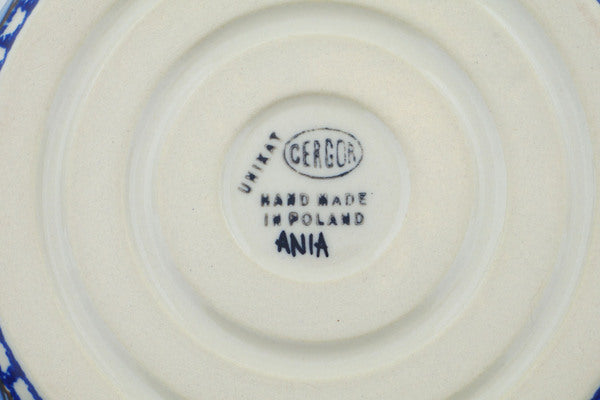 UNIKAT
CERGOR
HAND MADE
IN POLAND
ANIA